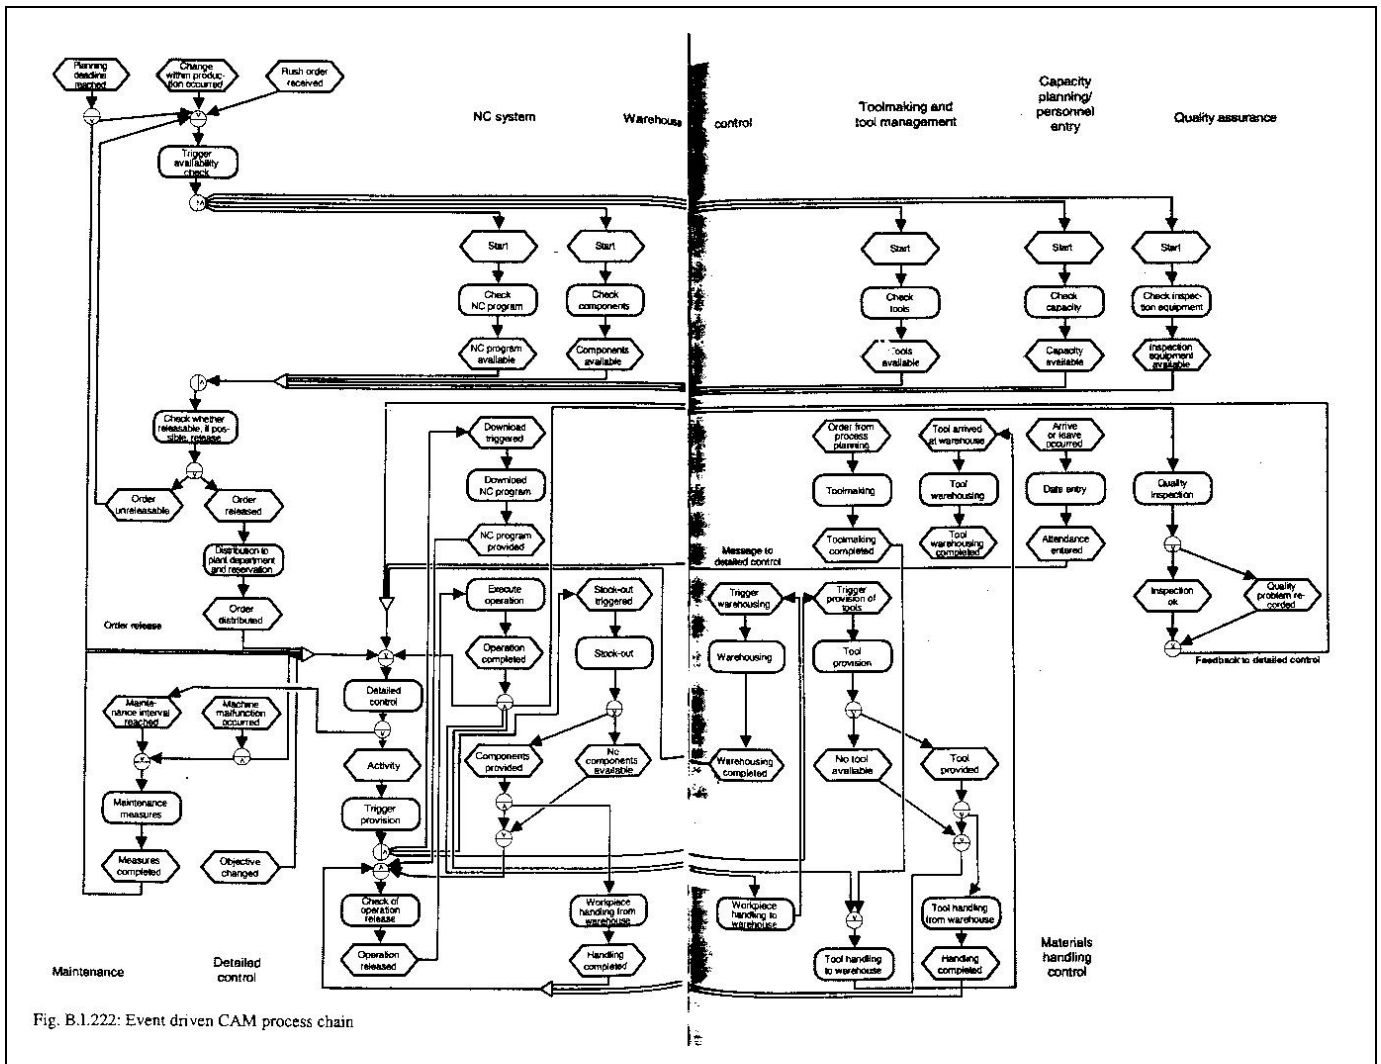 Planning
deadline
reached
Change
within produc-
tion occurred
Rush order
received
Trigger
availability
check
NC system
Warehouse control
Toolmaking and
tool management
Capacity
planning/
personnel
entry
Quality assurance
Start
Start
Start
Start
Start
Check
NC program
Check
components
Check
tools
Check
capacity
Check inspec-
tion equipment
NC program
available
Components
available
Tools
available
Capacity
available
Inspection
equipment
available
Check whether
releasable, if pos-
sible, release
Order
unreleasable
Order
released
Distribution to
plant department
and reservation
Order
distributed
Order release
Download
triggered
Download
NC program
NC program
provided
Order from
process
planning
Toolmaking
Toolmaking
completed
Tool arrived
at warehouse
Tool
warehousing
Tool
warehousing
completed
Arrive
or leave
occurred
Data entry
Attendance
entered
Quality
inspection
Inspection
ok
Quality
problem re-
corded
Feedback to detailed control
Message to
detailed control
Execute
operation
Operation
completed
Stock-out
triggered
Stock-out
Components
provided
No
components
available
Trigger
warehousing
Warehousing
Warehousing
completed
Trigger
provision of
tools
Tool
provision
No tool
available
Tool
provided
Mainte-
nance interval
reached
Machine
malfunction
occurred
Maintenance
measures
Measures
completed
Objective
changed
Detailed
control
Activity
Trigger
provision
Check of
operation
release
Operation
released
Workpiece
handling from
warehouse
Handling
completed
Workpiece
handling to
warehouse
Tool handling
to warehouse
Tool handling
from warehouse
Handling
completed
Maintenance
Detailed
control
Materials
handling
control
Fig. B.I.222: Event driven CAM process chain